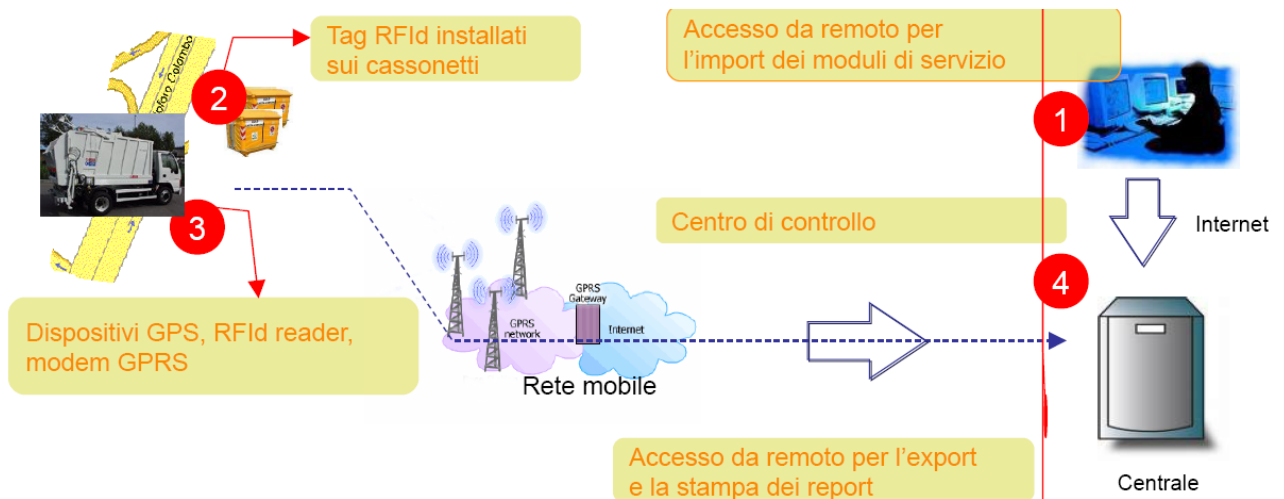 Tag RFId installati
sui cassonetti
Accesso da remoto per
l'import dei moduli di servizio
ofaro Colombo
2
1
3
Centro di controllo
Internet
4
Dispositivi GPS, RFId reader,
modem GPRS
GPRS
Gateway
GPRS
network
Internet
Rete mobile
Accesso da remoto per l'export
e la stampa dei report
Centrale